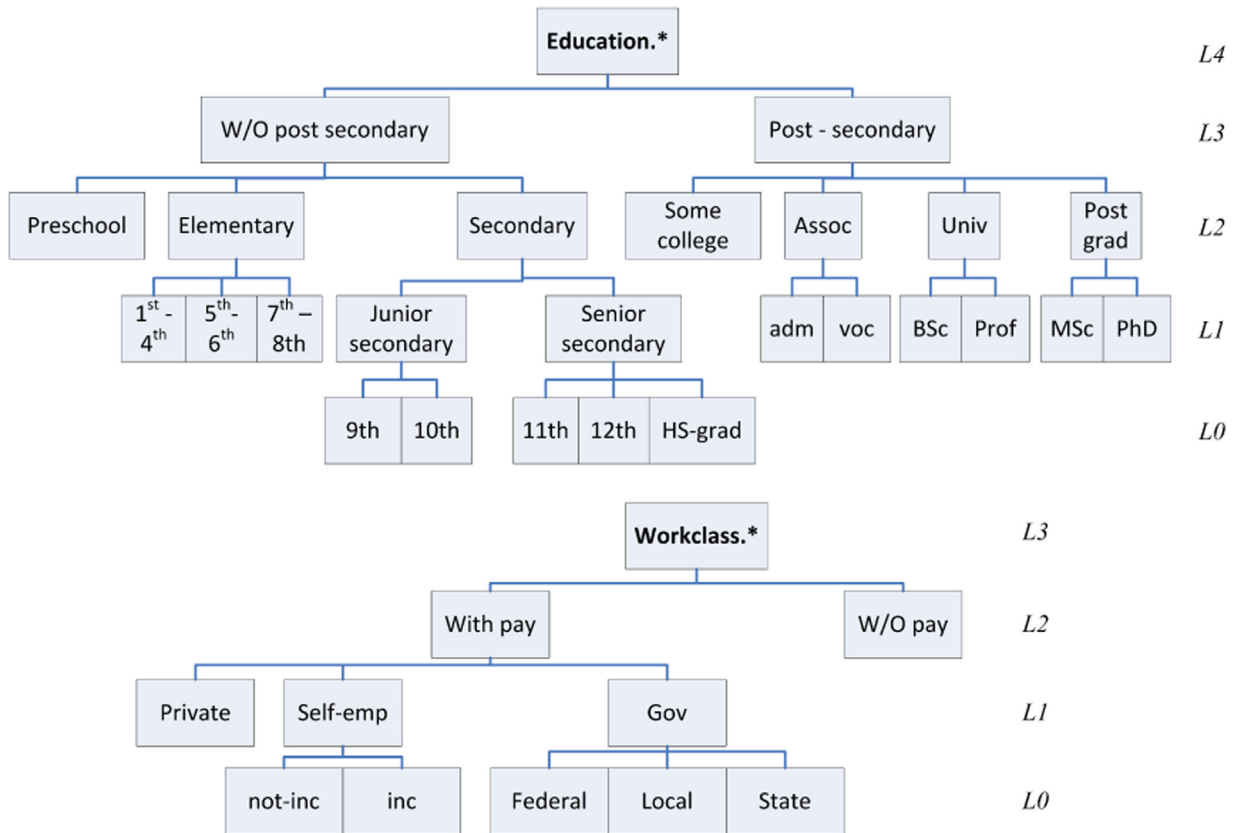 Education.*
L4
W/O post secondary
Post - secondary
L3
Preschool
Elementary
Secondary
Some
college
Assoc
Univ
Post
grad
L2
1st -
4th
5th-
6th
7th –
8th
Junior
secondary
Senior
secondary
adm
voc
BSc
Prof
MSc
PhD
L1
9th
10th
11th
12th
HS-grad
L0
Workclass.*
L3
With pay
W/O pay
L2
Private
Self-emp
Gov
L1
not-inc
inc
Federal
Local
State
L0